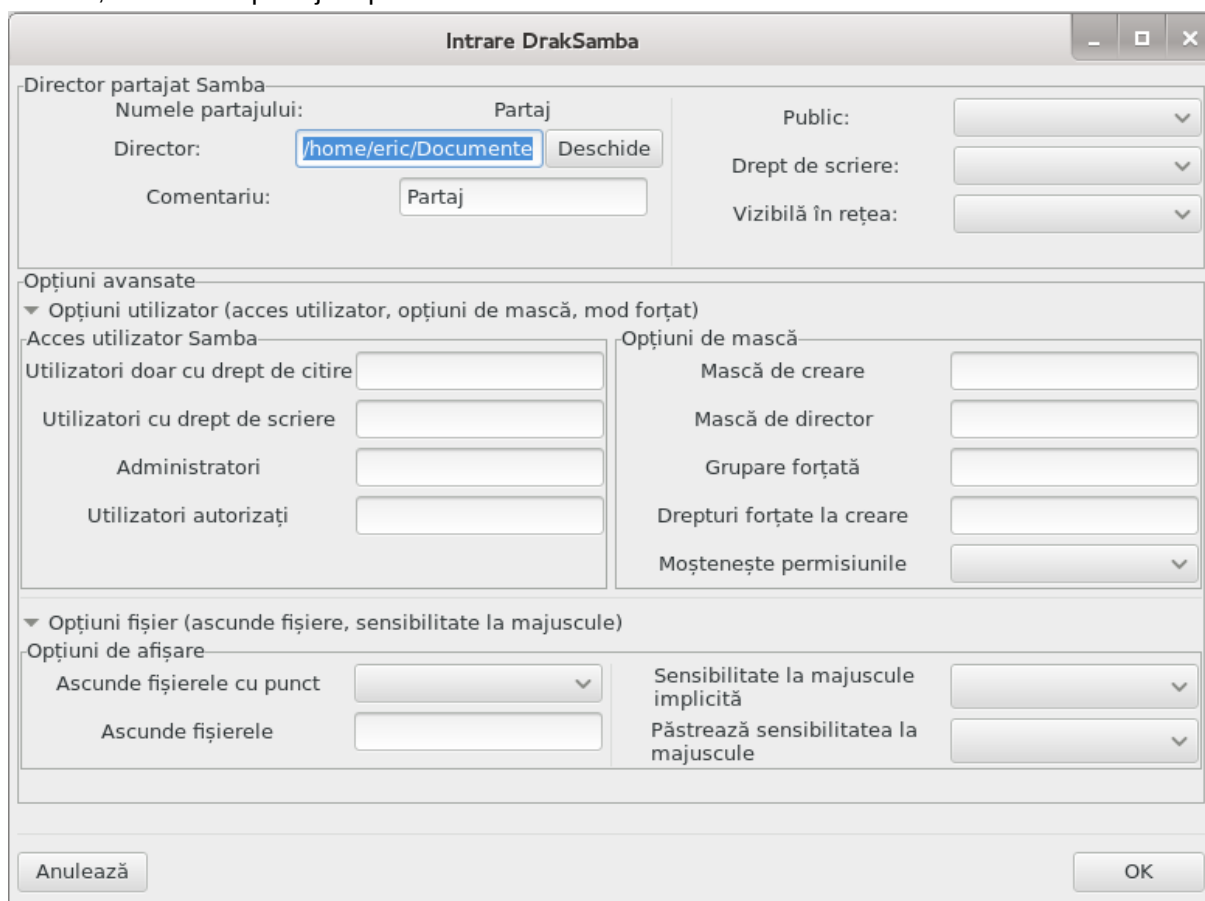 Intrare DrakSamba
Director partajat Samba
Numele partajului: Partaj
Director: /home/eric/Documente Deschide
Comentariu: Partaj
Public:
Drept de scriere:
Vizibilă în rețea:
Opțiuni avansate
Opțiuni utilizator (acces utilizator, opțiuni de mască, mod forțat)
Acces utilizator Samba
Utilizatori doar cu drept de citire
Utilizatori cu drept de scriere
Administratori
Utilizatori autorizați
Opțiuni de mască
Mască de creare
Mască de director
Grupare forțată
Drepturi forțate la creare
Moștenește permisiunile
Opțiuni fișier (ascunde fișiere, sensibilitate la majuscule)
Opțiuni de afișare
Ascunde fișierele cu punct
Ascunde fișierele
Sensibilitate la majuscule
implicită
Păstrează sensibilitatea la
majuscule
Anulează
OK